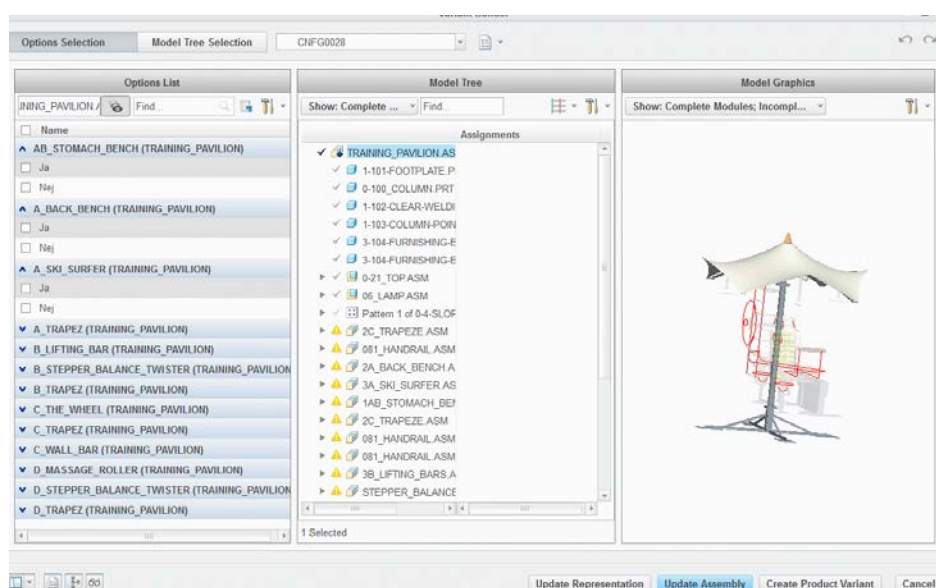 Variant Builder
Options Selection
Model Tree Selection
CNFG0028
Options List
Model Tree
Model Graphics
INING_PAVILION /
Find...
Show: Complete ...
Find...
Show: Complete Modules; Incompl...
Name
AB_STOMACH_BENCH (TRAINING_PAVILION)
Ja
Nej
A_BACK_BENCH (TRAINING_PAVILION)
Ja
Nej
A_SKI_SURFER (TRAINING_PAVILION)
Ja
Nej
A_TRAPEZ (TRAINING_PAVILION)
B_LIFTING_BAR (TRAINING_PAVILION)
B_STEPPER_BALANCE_TWISTER (TRAINING_PAVILION
B_TRAPEZ (TRAINING_PAVILION)
C_THE_WHEEL (TRAINING_PAVILION)
C_TRAPEZ (TRAINING_PAVILION)
C_WALL_BAR (TRAINING_PAVILION)
D_MASSAGE_ROLLER (TRAINING_PAVILION)
D_STEPPER_BALANCE_TWISTER (TRAINING_PAVILION
D_TRAPEZ (TRAINING_PAVILION)
Assignments
TRAINING_PAVILION.AS
1-101-FOOTPLATE.P
0-100_COLUMN.PRT
1-102-CLEAR-WELDI
1-103-COLUMN-POIN
3-104-FURNISHING-E
3-104-FURNISHING-E
0-21_TOP.ASM
06_LAMP.ASM
Pattern 1 of 0-4-SLOF
2C_TRAPEZE.ASM
081_HANDRAIL.ASM
2A_BACK_BENCH.A
3A_SKI_SURFER.AS
1AB_STOMACH_BEN
2C_TRAPEZE.ASM
081_HANDRAIL.ASM
081_HANDRAIL.ASM
3B_LIFTING_BARS.A
STEPPER_BALANCE
1 Selected
Update Representation
Update Assembly
Create Product Variant
Cancel